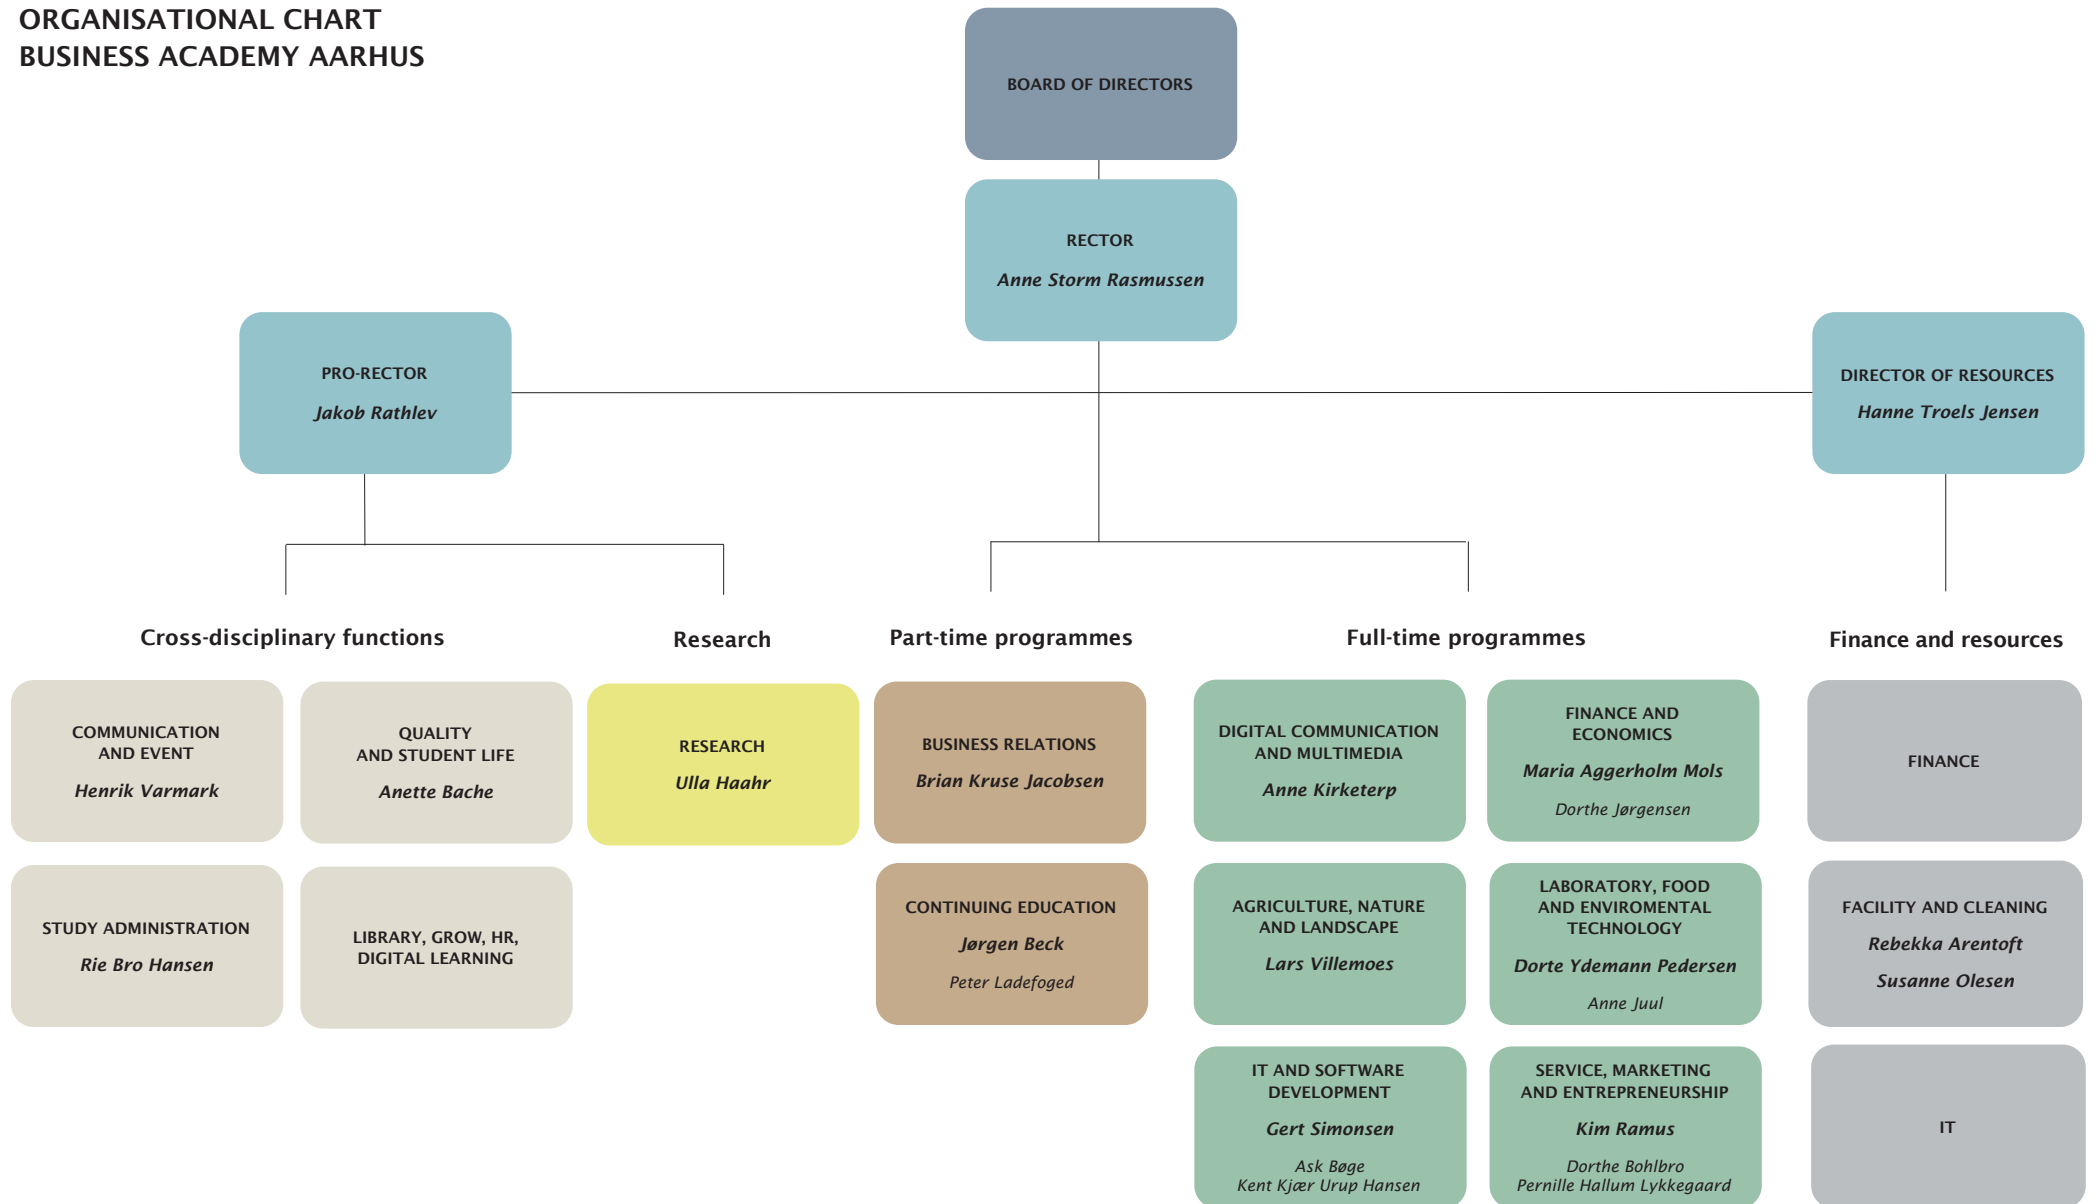 ORGANISATIONAL CHART
BUSINESS ACADEMY AARHUS
BOARD OF DIRECTORS
RECTOR
Anne Storm Rasmussen
PRO-RECTOR
Jakob Rathlev
DIRECTOR OF RESOURCES
Hanne Troels Jensen
Cross-disciplinary functions
COMMUNICATION
AND EVENT
Henrik Varmark
QUALITY
AND STUDENT LIFE
Anette Bache
STUDY ADMINISTRATION
Rie Bro Hansen
LIBRARY, GROW, HR,
DIGITAL LEARNING
Research
RESEARCH
Ulla Haahr
Part-time programmes
BUSINESS RELATIONS
Brian Kruse Jacobsen
CONTINUING EDUCATION
Jørgen Beck
Peter Ladefoged
Full-time programmes
DIGITAL COMMUNICATION
AND MULTIMEDIA
Anne Kirketerp
FINANCE AND
ECONOMICS
Maria Aggerholm Mols
Dorthe Jørgensen
AGRICULTURE, NATURE
AND LANDSCAPE
Lars Villemoes
LABORATORY, FOOD
AND ENVIROMENTAL
TECHNOLOGY
Dorte Ydemann Pedersen
Anne Juul
IT AND SOFTWARE
DEVELOPMENT
Gert Simonsen
Ask Bøge
Kent Kjær Urup Hansen
SERVICE, MARKETING
AND ENTREPRENEURSHIP
Kim Ramus
Dorthe Bohlbro
Pernille Hallum Lykkegaard
Finance and resources
FINANCE
FACILITY AND CLEANING
Rebekka Arentoft
Susanne Olesen
IT